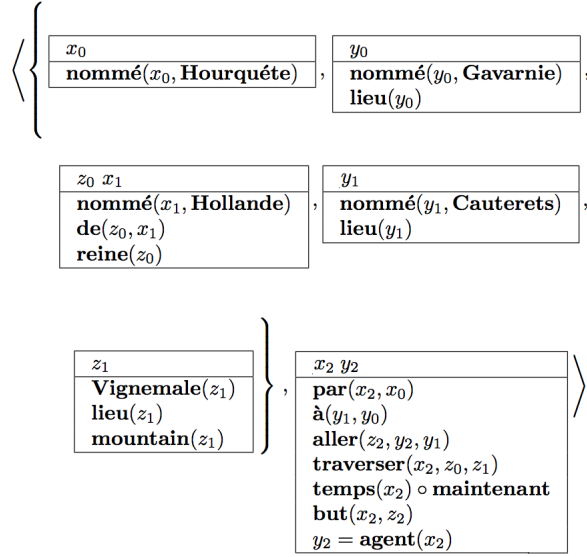 x₀
nommé(x₀, Hourquéte)
,
y₀
nommé(y₀, Gavarnie)
lieu(y₀)
,
z₀ x₁
nommé(x₁, Hollande)
de(z₀, x₁)
reine(z₀)
,
y₁
nommé(y₁, Cauterets)
lieu(y₁)
,
z₁
Vignemale(z₁)
lieu(z₁)
mountain(z₁)
,
x₂ y₂
par(x₂, x₀)
à(y₁, y₀)
aller(z₂, y₂, y₁)
traverser(x₂, z₀, z₁)
temps(x₂) ∘ maintenant
but(x₂, z₂)
y₂ = agent(x₂)